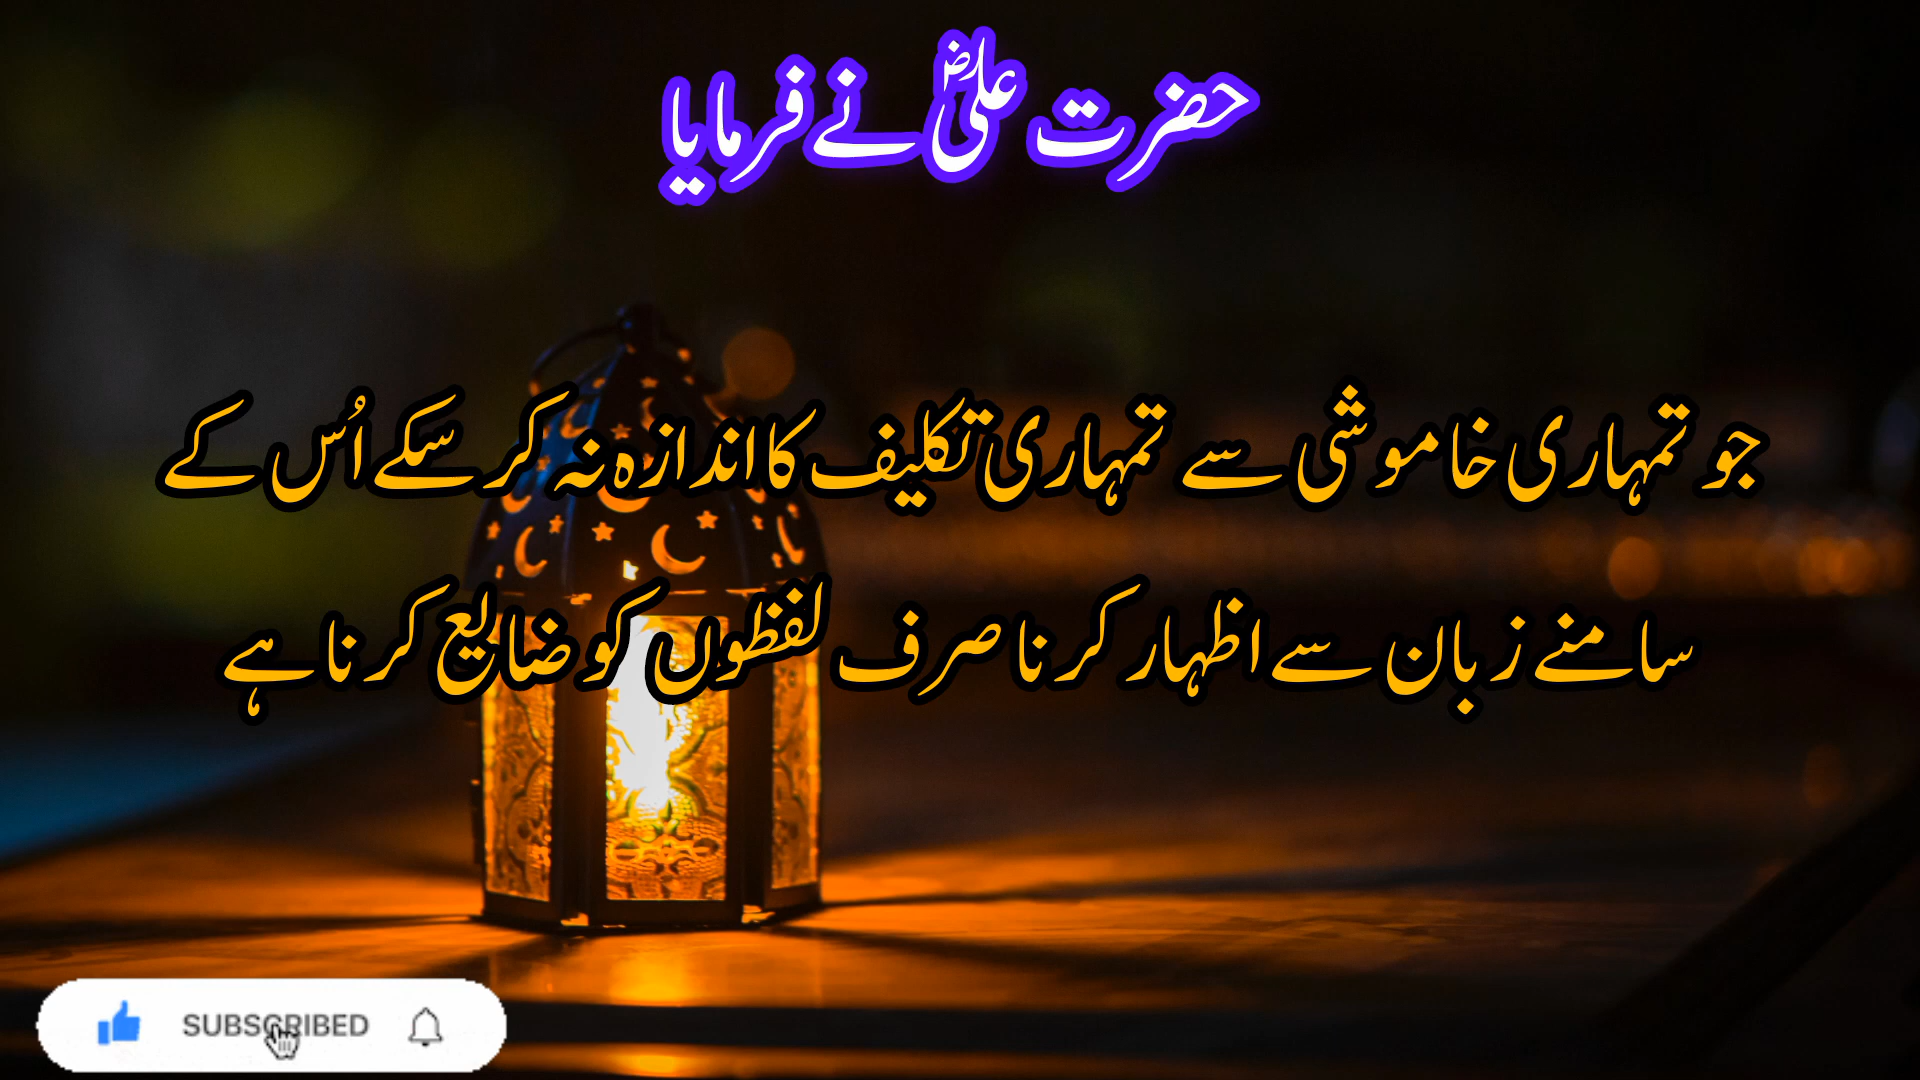 حضرت علیؓ نے فرمایا
جو تمہاری خاموشی سے تمہاری تکلیف کا اندازہ نہ کر سکے اُس کے
سامنے زبان سے اظہار کرنا صرف لفظوں کو ضایع کرنا ہے
SUBSCRIBED